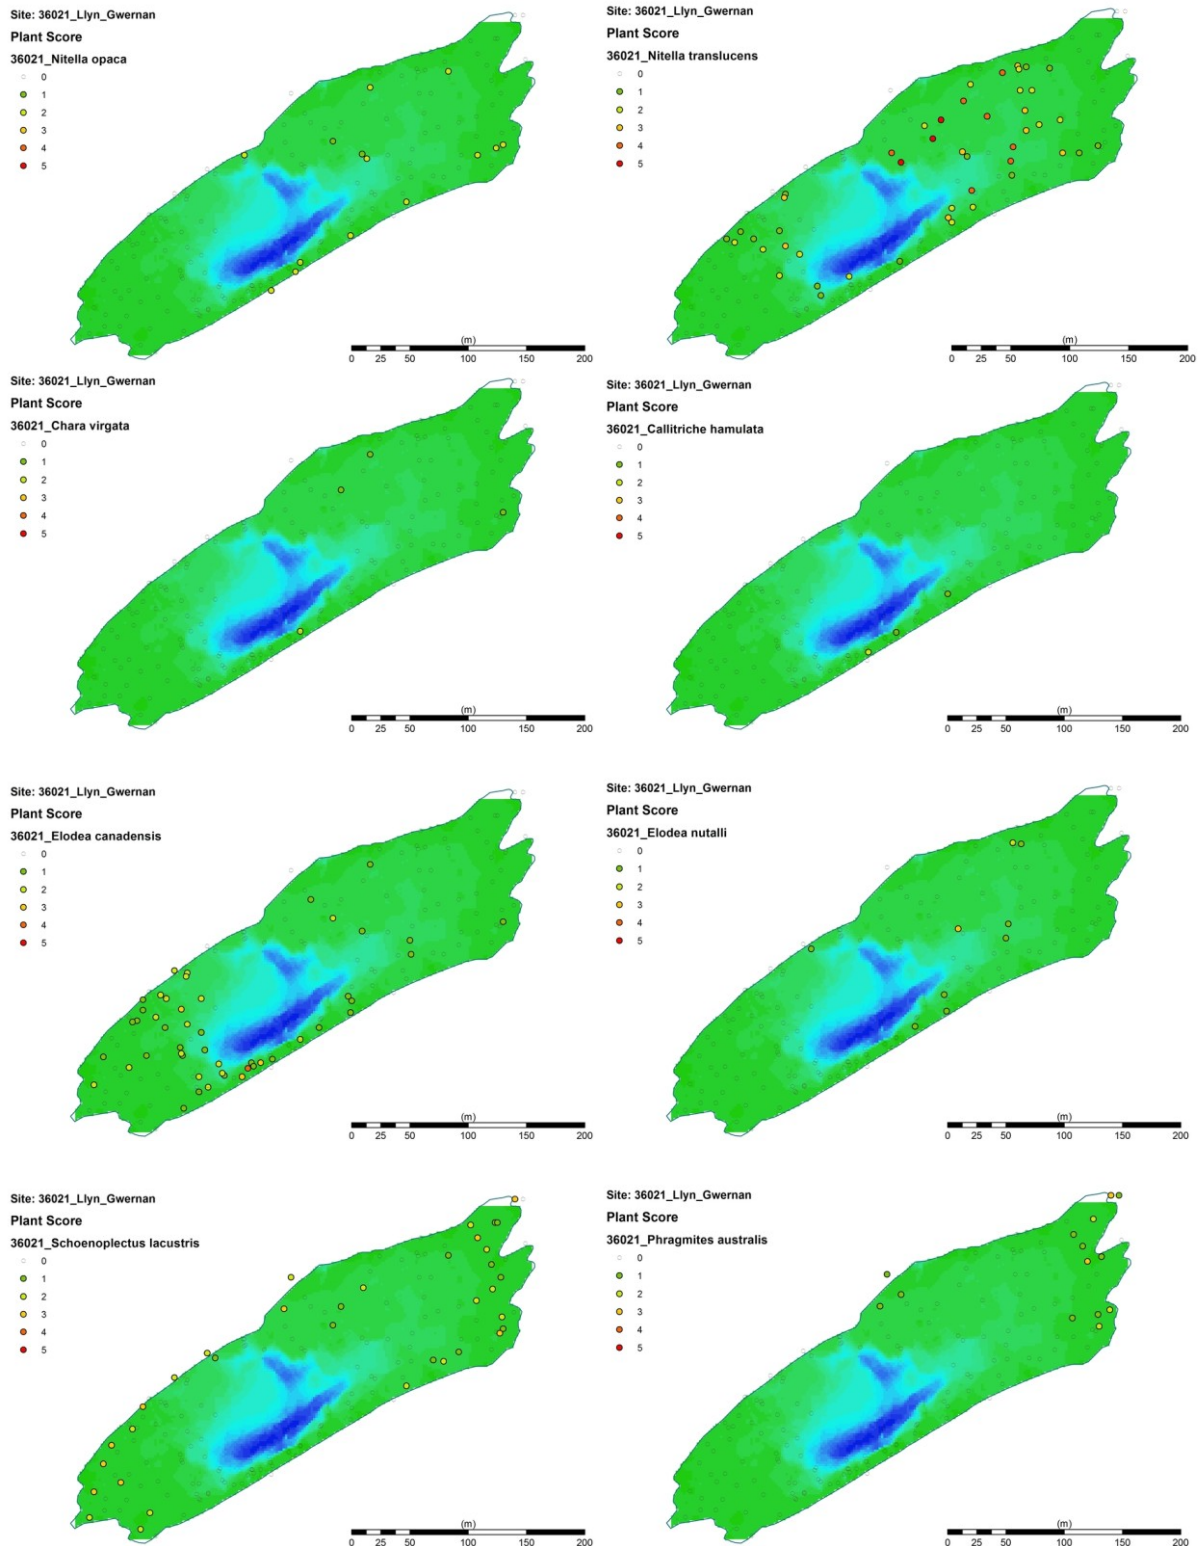 Site: 36021_Llyn_Gwernan
Plant Score
36021_Nitella opaca
0
1
2
3
4
5
(m)
0 25 50 100 150 200
Site: 36021_Llyn_Gwernan
Plant Score
36021_Nitella translucens
0
1
2
3
4
5
(m)
0 25 50 100 150 200
Site: 36021_Llyn_Gwernan
Plant Score
36021_Chara virgata
0
1
2
3
4
5
(m)
0 25 50 100 150 200
Site: 36021_Llyn_Gwernan
Plant Score
36021_Callitriche hamulata
0
1
2
3
4
5
(m)
0 25 50 100 150 200
Site: 36021_Llyn_Gwernan
Plant Score
36021_Elodea canadensis
0
1
2
3
4
5
(m)
0 25 50 100 150 200
Site: 36021_Llyn_Gwernan
Plant Score
36021_Elodea nutalli
0
1
2
3
4
5
(m)
0 25 50 100 150 200
Site: 36021_Llyn_Gwernan
Plant Score
36021_Schoenoplectus lacustris
0
1
2
3
4
5
(m)
0 25 50 100 150 200
Site: 36021_Llyn_Gwernan
Plant Score
36021_Phragmites australis
0
1
2
3
4
5
(m)
0 25 50 100 150 200